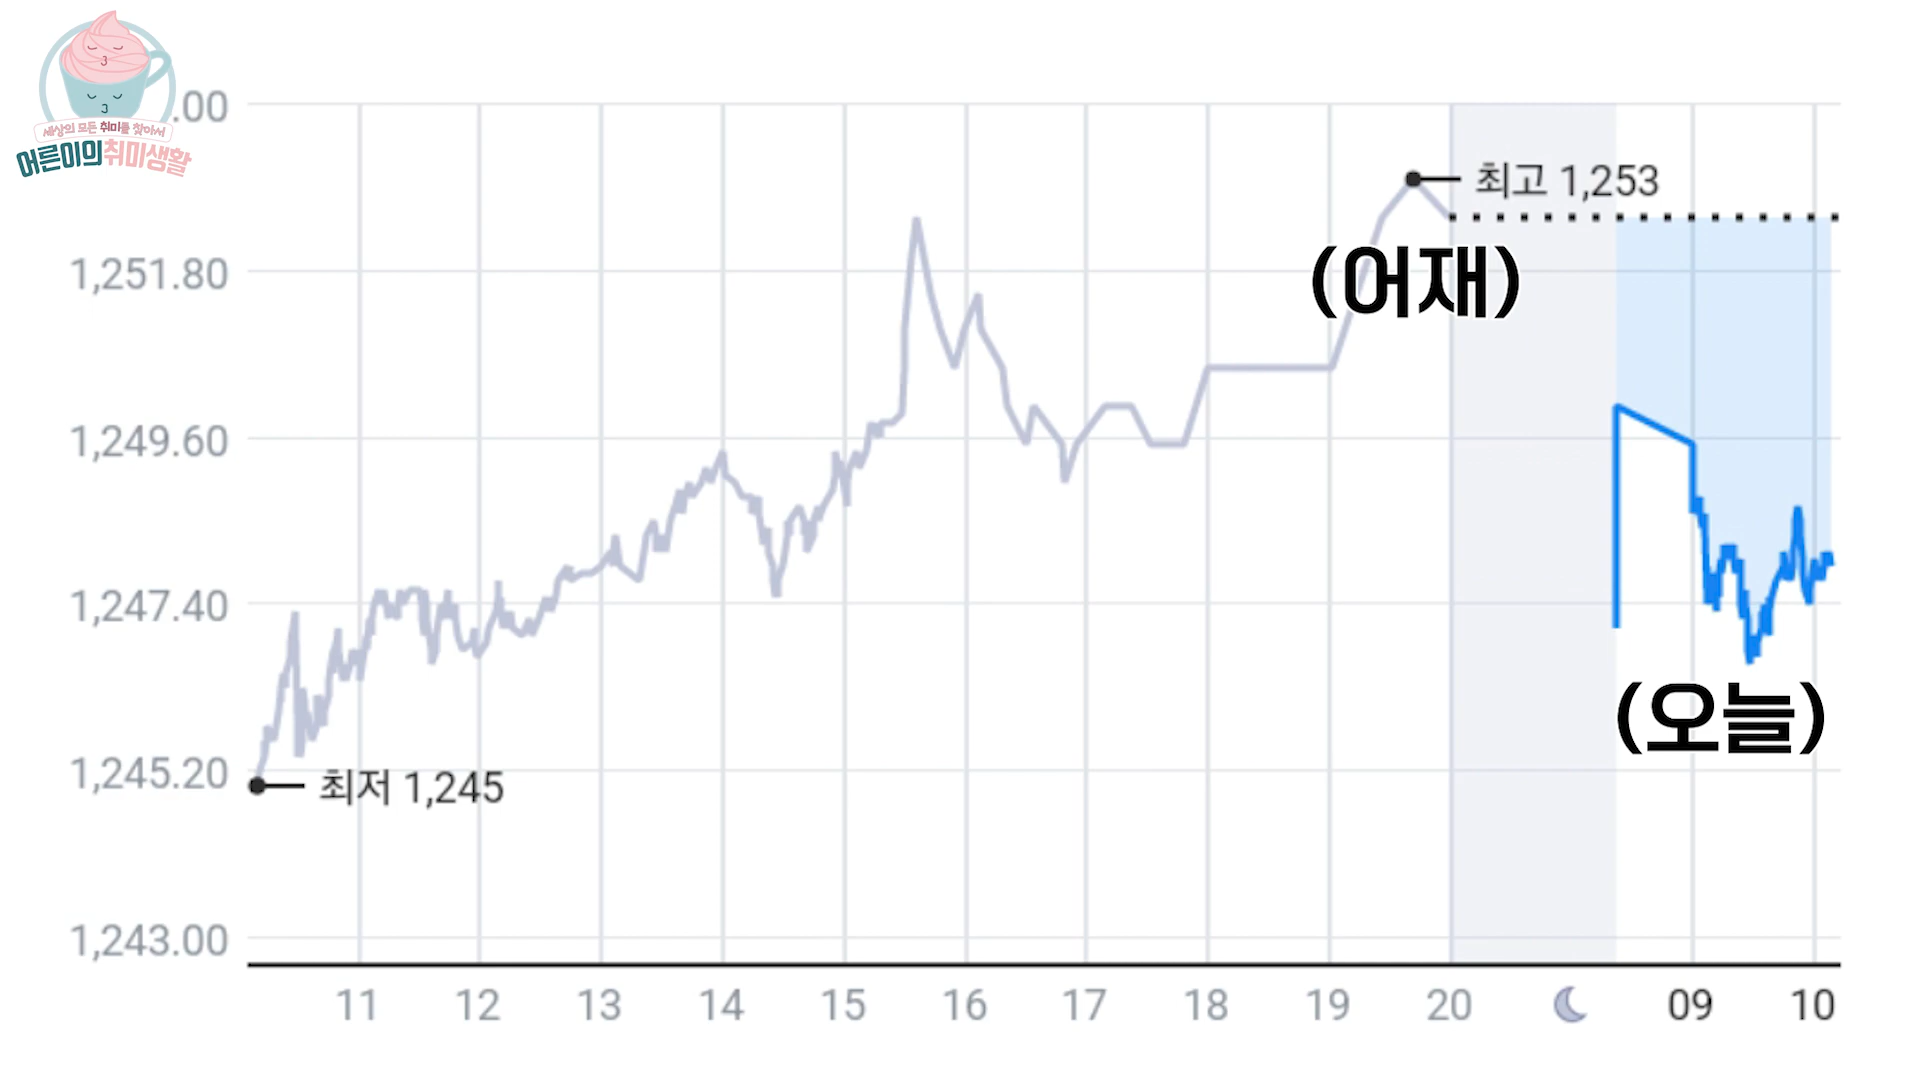 세상의 모든 취미를 찾아서
어른이의취미생활
.00
최고 1,253
1,251.80
(어재)
1,249.60
1,247.40
(오늘)
1,245.20
최저 1,245
1,243.00
11 12 13 14 15 16 17 18 19 20 09 10